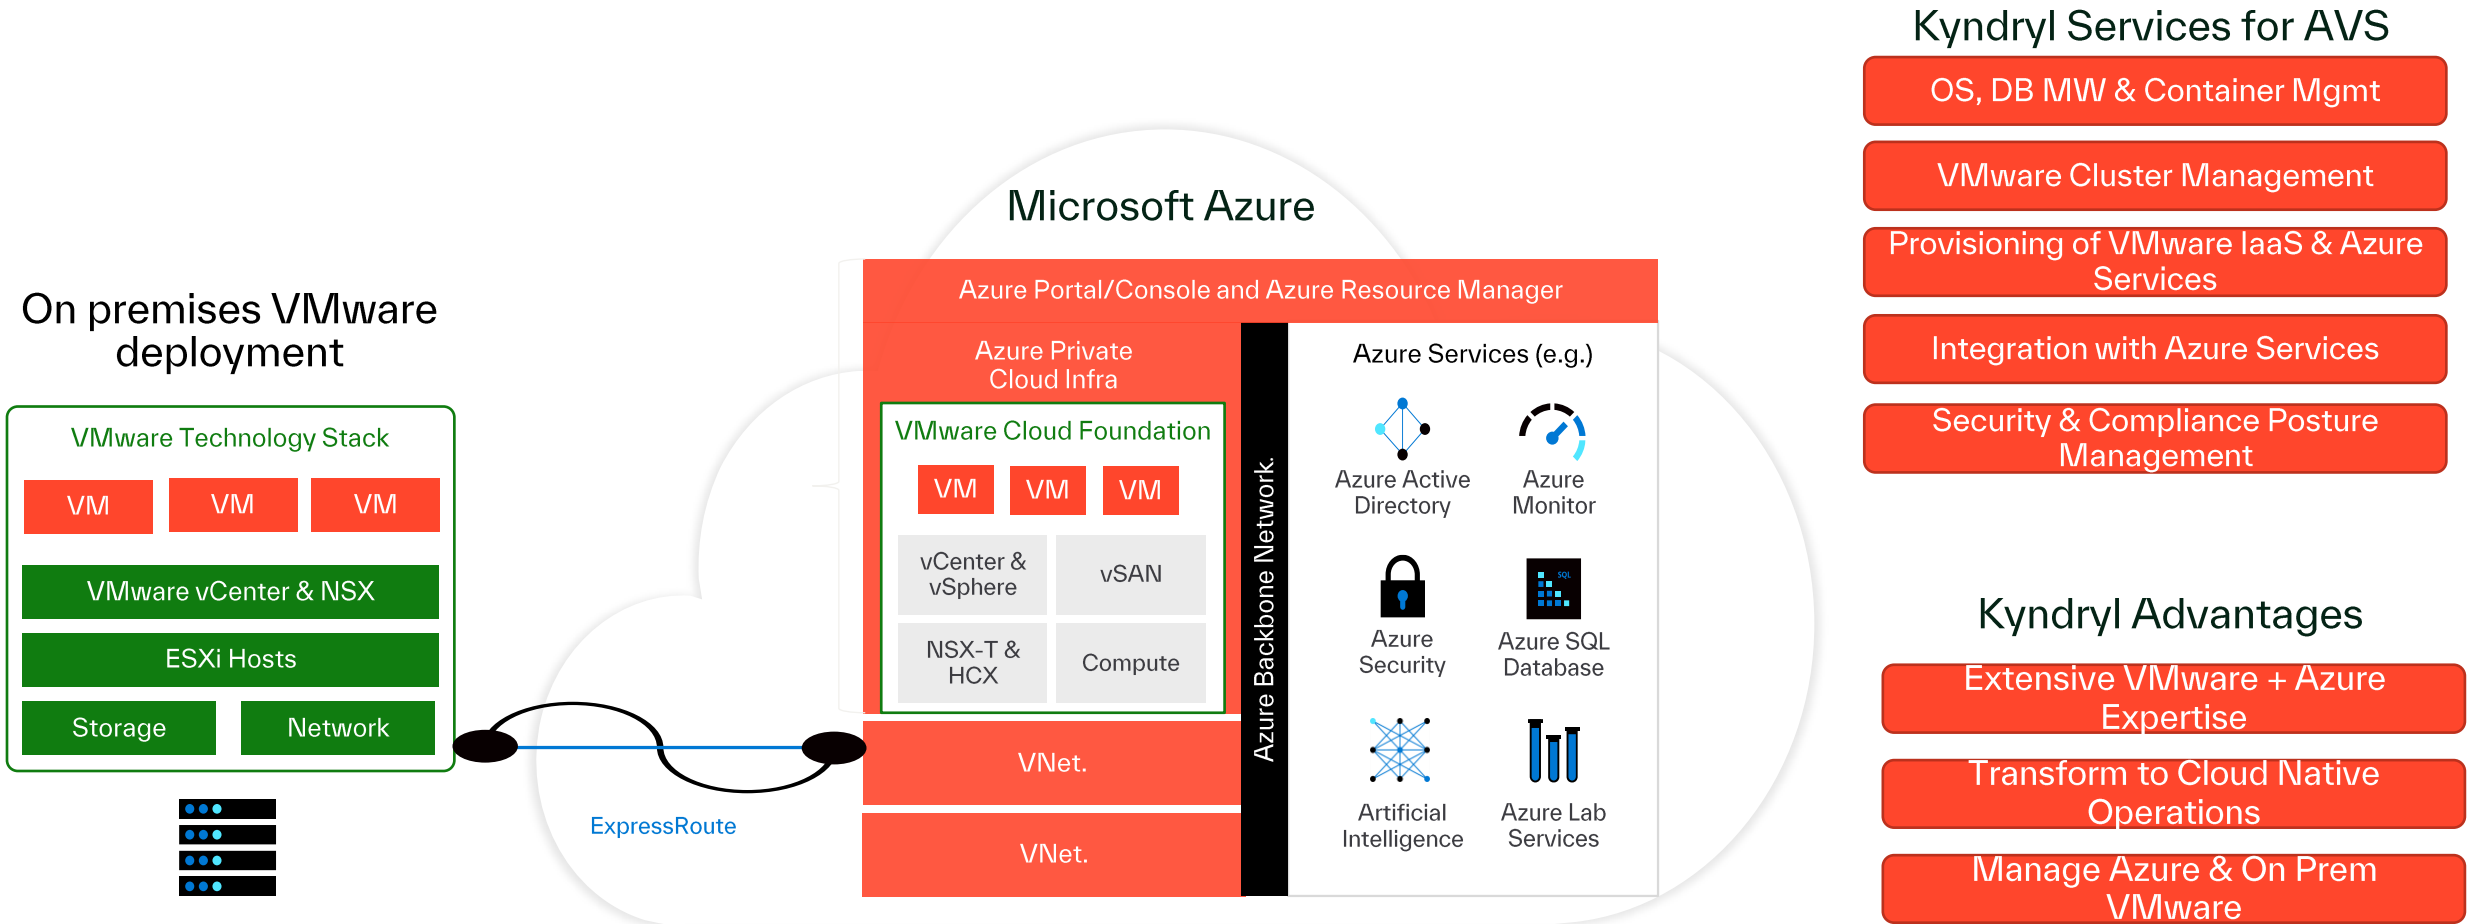 On premises VMware
deployment
VMware Technology Stack
VM
VM
VM
VMware vCenter & NSX
ESXi Hosts
Storage
Network
ExpressRoute
Microsoft Azure
Azure Portal/Console and Azure Resource Manager
Azure Private
Cloud Infra
VMware Cloud Foundation
VM
VM
VM
vCenter &
vSphere
vSAN
NSX-T &
HCX
Compute
VNet.
VNet.
Azure Backbone Network.
Azure Services (e.g.)
Azure Active
Directory
Azure
Monitor
Azure
Security
SQL
Azure SQL
Database
Artificial
Intelligence
Azure Lab
Services
Kyndryl Services for AVS
OS, DB MW & Container Mgmt
VMware Cluster Management
Provisioning of VMware IaaS & Azure
Services
Integration with Azure Services
Security & Compliance Posture
Management
Kyndryl Advantages
Extensive VMware + Azure
Expertise
Transform to Cloud Native
Operations
Manage Azure & On Prem
VMware